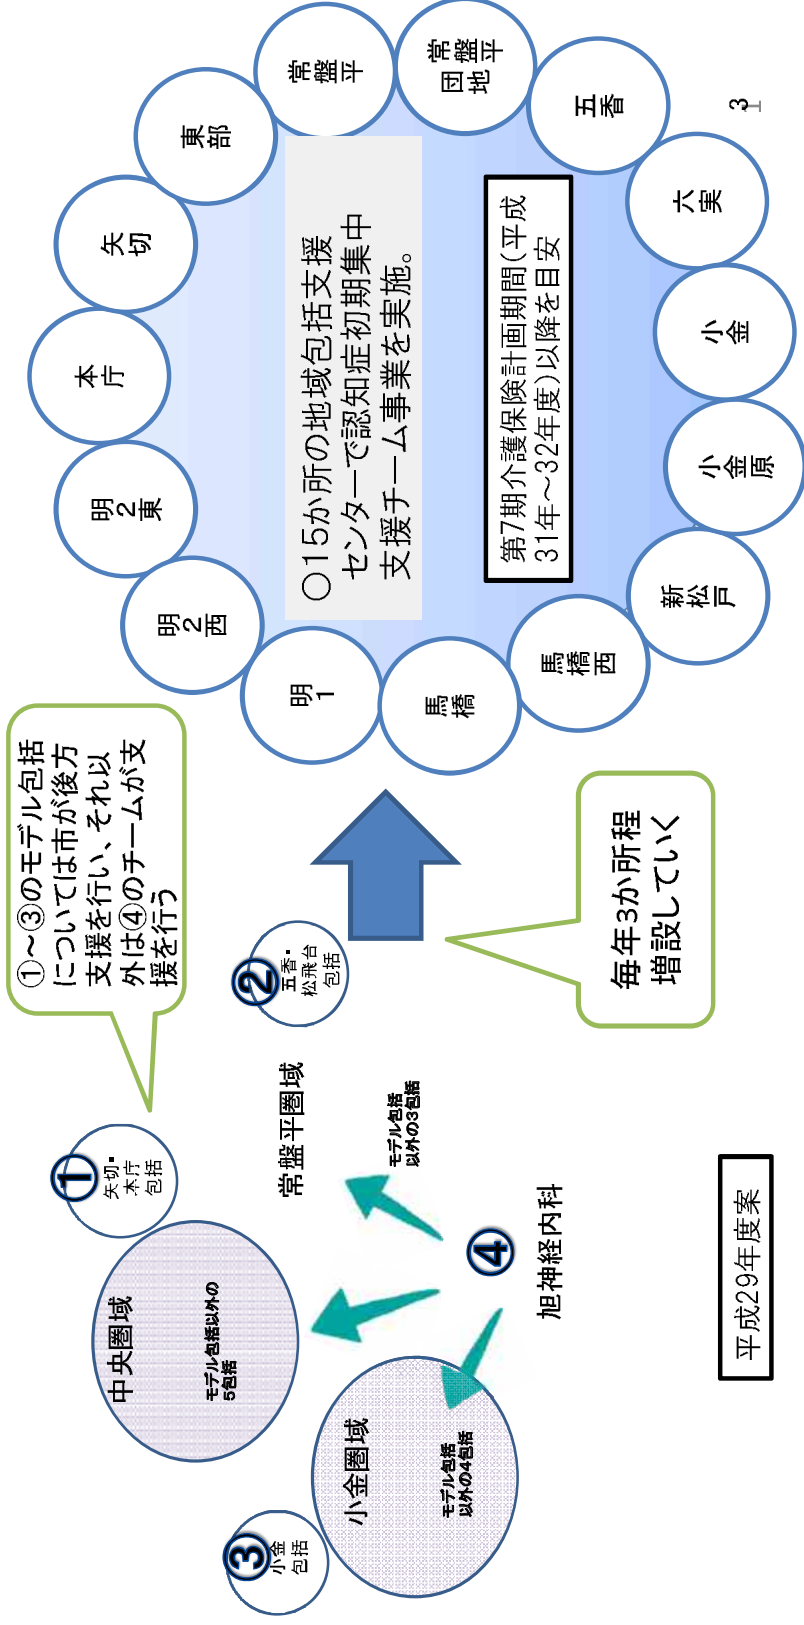 ①～③のモデル包括
については市が後方
支援を行い、それ以
外は④のチームが支
援を行う
①
矢切・
本庁
包括
②
五香・
松飛台
包括
③
小金
包括
中央圏域
モデル包括以外の
5包括
常盤平圏域
モデル包括
以外の3包括
小金圏域
モデル包括
以外の4包括
④
旭神経内科
平成29年度案
毎年3か所程
増設していく
明
1
明
2
西
明
2
東
本
庁
矢
切
東
部
常盤平
常盤平
団地
五
香
六
実
小
金
小
金
原
新
松
戸
馬
橋
西
馬
橋
○15か所の地域包括支援
センターで認知症初期集中
支援チーム事業を実施。
第7期介護保険計画期間（平成
31年～32年度）以降を目安